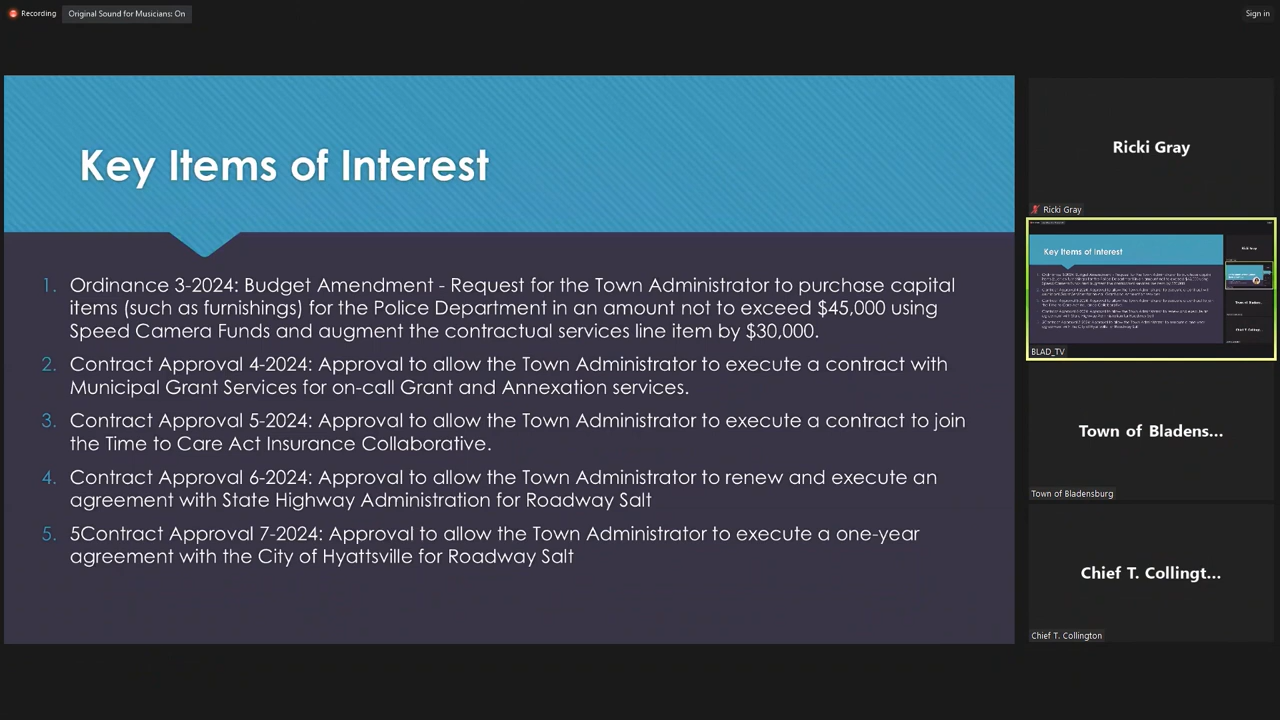 Recording
Original Sound for Musicians: On
Sign in
Key Items of Interest
1. Ordinance 3-2024: Budget Amendment - Request for the Town Administrator to purchase capital
items (such as furnishings) for the Police Department in an amount not to exceed $45,000 using
Speed Camera Funds and augment the contractual services line item by $30,000.
2. Contract Approval 4-2024: Approval to allow the Town Administrator to execute a contract with
Municipal Grant Services for on-call Grant and Annexation services.
3. Contract Approval 5-2024: Approval to allow the Town Administrator to execute a contract to join
the Time to Care Act Insurance Collaborative.
4. Contract Approval 6-2024: Approval to allow the Town Administrator to renew and execute an
agreement with State Highway Administration for Roadway Salt
5. 5Contract Approval 7-2024: Approval to allow the Town Administrator to execute a one-year
agreement with the City of Hyattsville for Roadway Salt
Ricki Gray
Ricki Gray
Key Items of Interest
BLAD_TV
Town of Bladens...
Town of Bladensburg
Chief T. Collingt...
Chief T. Collington